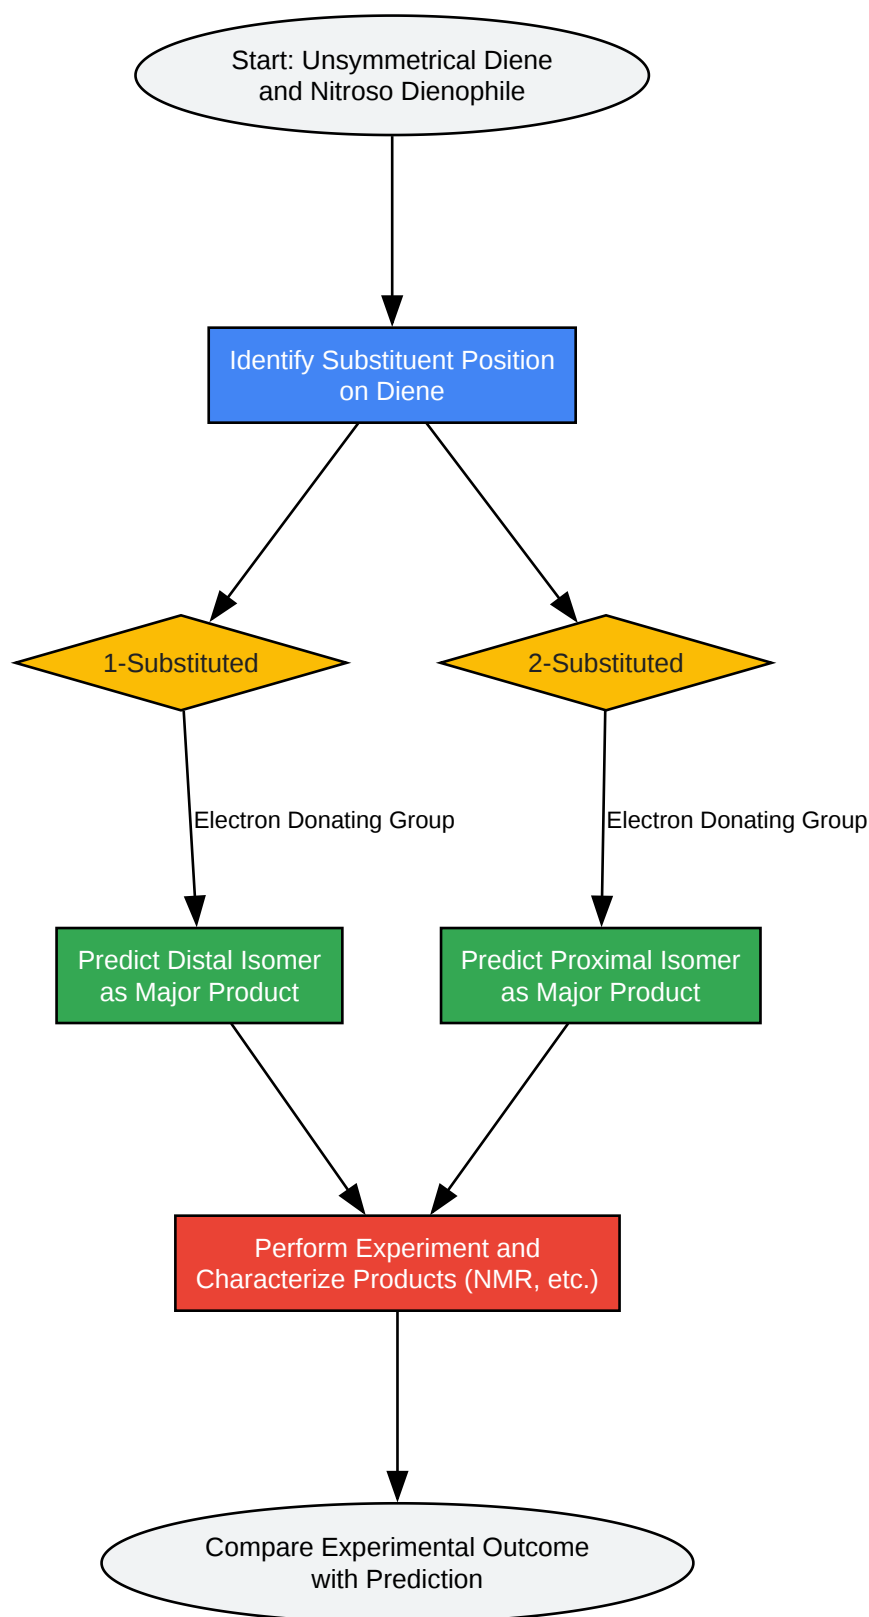 Start: Unsymmetrical Diene
and Nitroso Dienophile
Identify Substituent Position
on Diene
1-Substituted
2-Substituted
Electron Donating Group
Electron Donating Group
Predict Distal Isomer
as Major Product
Predict Proximal Isomer
as Major Product
Perform Experiment and
Characterize Products (NMR, etc.)
Compare Experimental Outcome
with Prediction